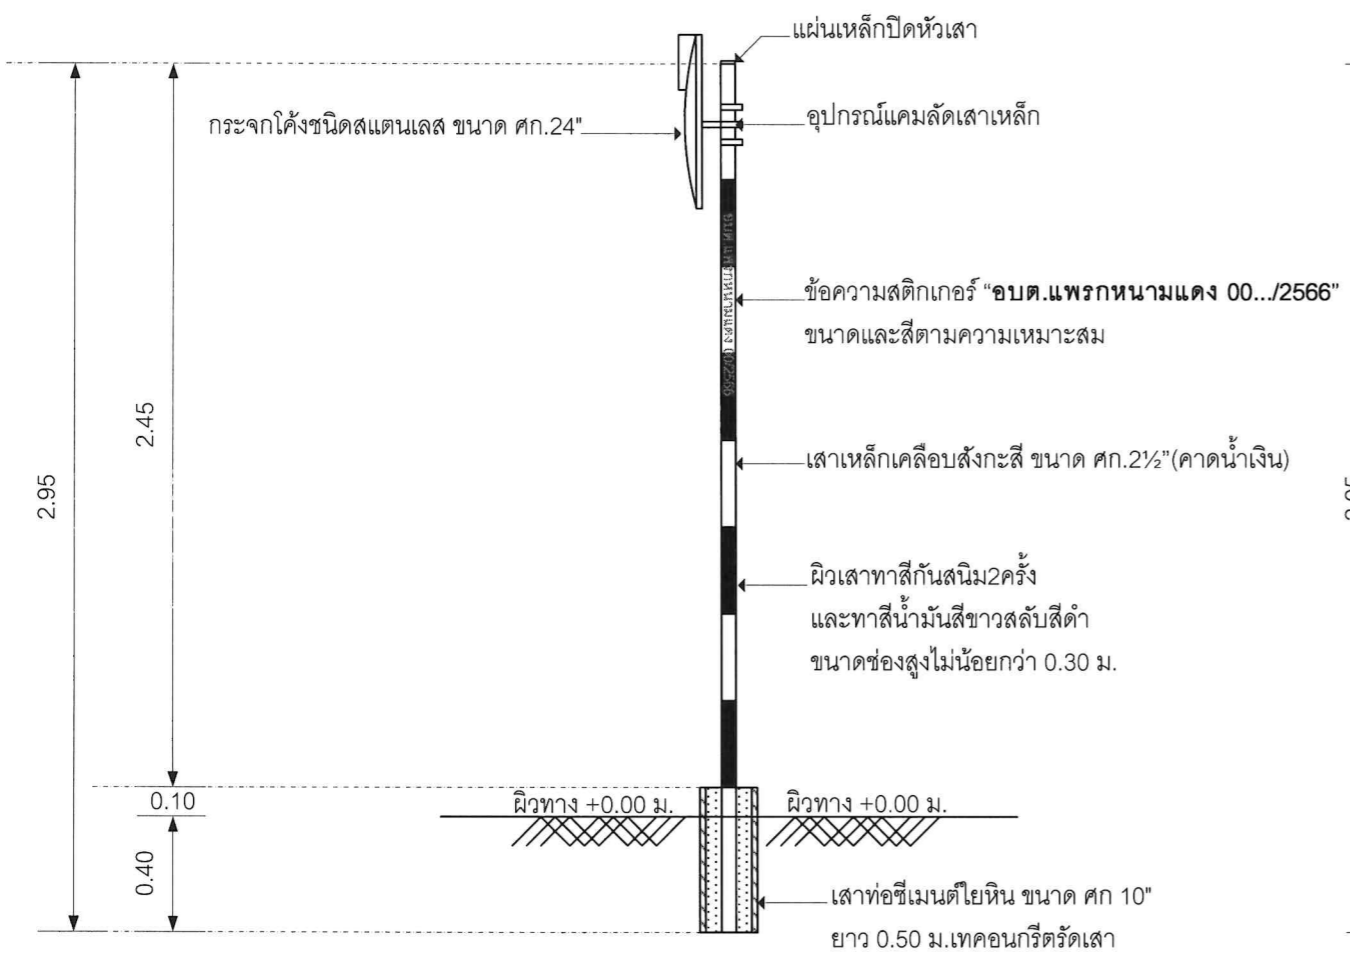 แผ่นเหล็กปิดหัวเสา
กระจกโค้งชนิดสแตนเลส ขนาด ศก.24"
อุปกรณ์แคมลัดเสาเหล็ก
ข้อความสติกเกอร์ “อบต.แพรกหนามแดง 00.../2566”
ขนาดและสีตามความเหมาะสม
2.45
2.95
เสาเหล็กเคลือบสังกะสี ขนาด ศก.2½”(คาดน้ำเงิน)
ผิวเสาทาสีกันสนิม2ครั้ง
และทาสีน้ำมันสีขาวสลับสีดำ
ขนาดช่องสูงไม่น้อยกว่า 0.30 ม.
0.10
ผิวทาง +0.00 ม.
ผิวทาง +0.00 ม.
0.40
เสาท่อซีเมนต์ใยหิน ขนาด ศก 10"
ยาว 0.50 ม.เทคอนกรีตรัดเสา